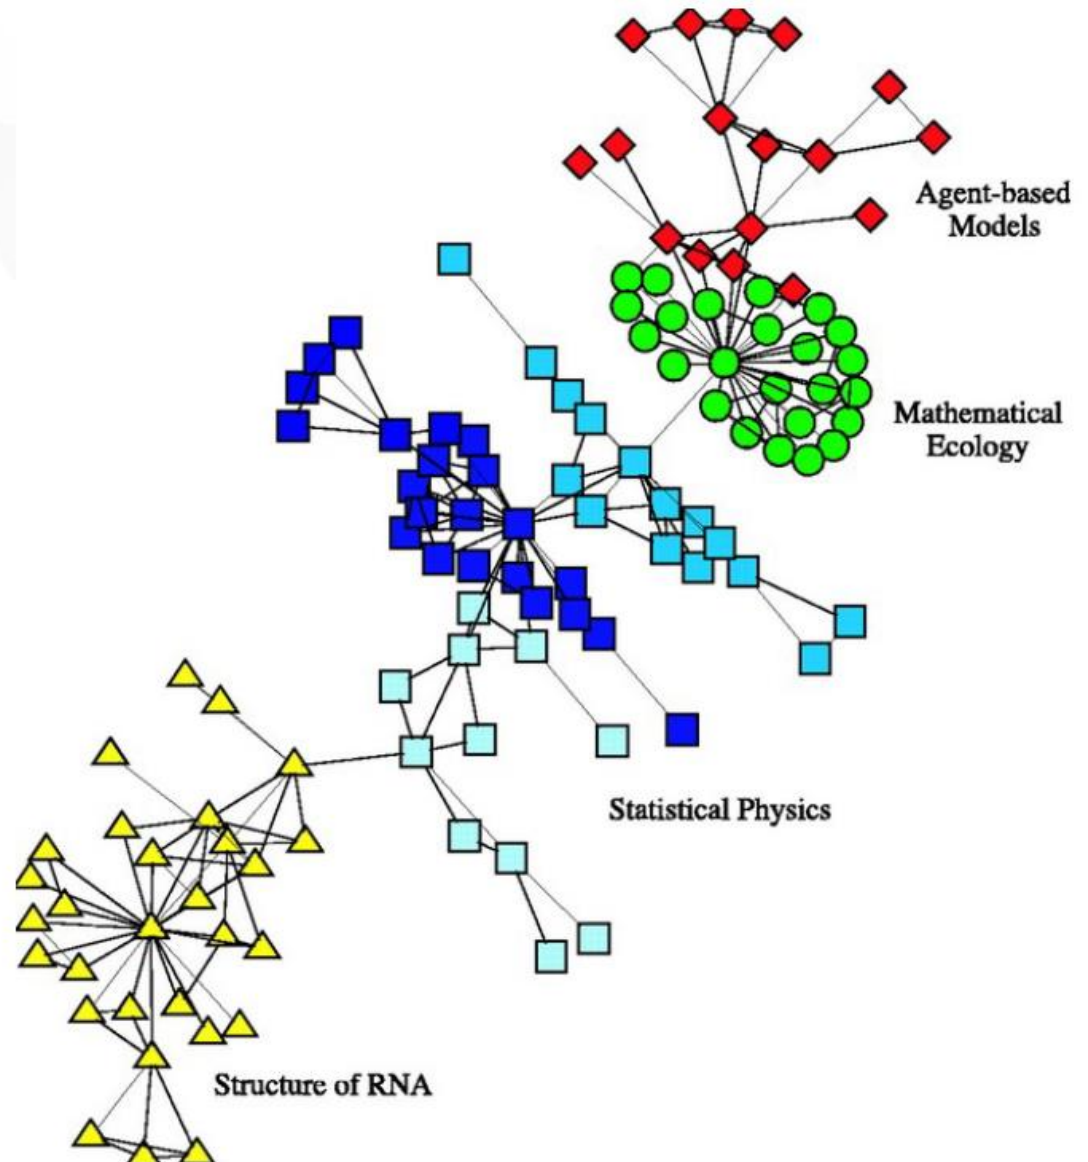 Agent-based
Models
Mathematical
Ecology
Statistical Physics
Structure of RNA